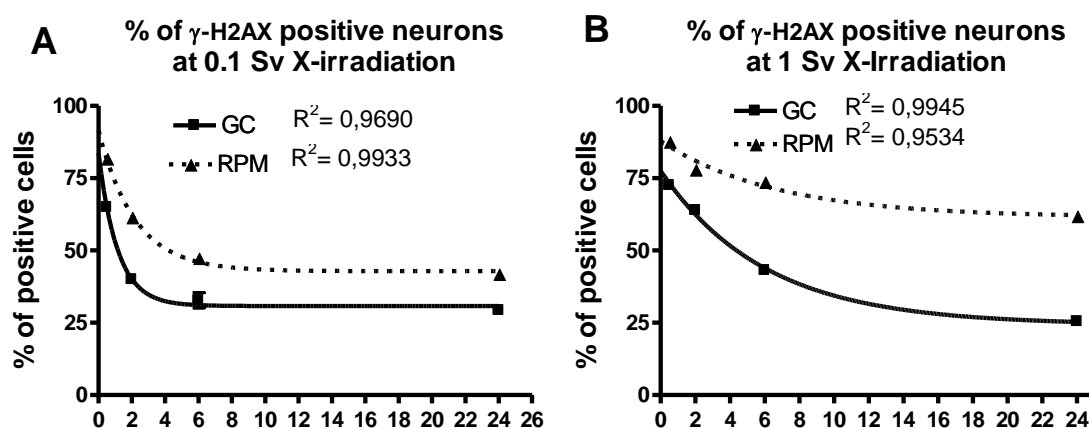 A
% of γ-H2AX positive neurons
at 0.1 Sv X-irradiation
% of positive cells
100
75
50
25
0
GC R²= 0,9690
RPM R²= 0,9933
0 2 4 6 8 10 12 14 16 18 20 22 24 26
B
% of γ-H2AX positive neurons
at 1 Sv X-Irradiation
% of positive cells
100
75
50
25
0
GC R²= 0,9945
RPM R²= 0,9534
0 2 4 6 8 10 12 14 16 18 20 22 24